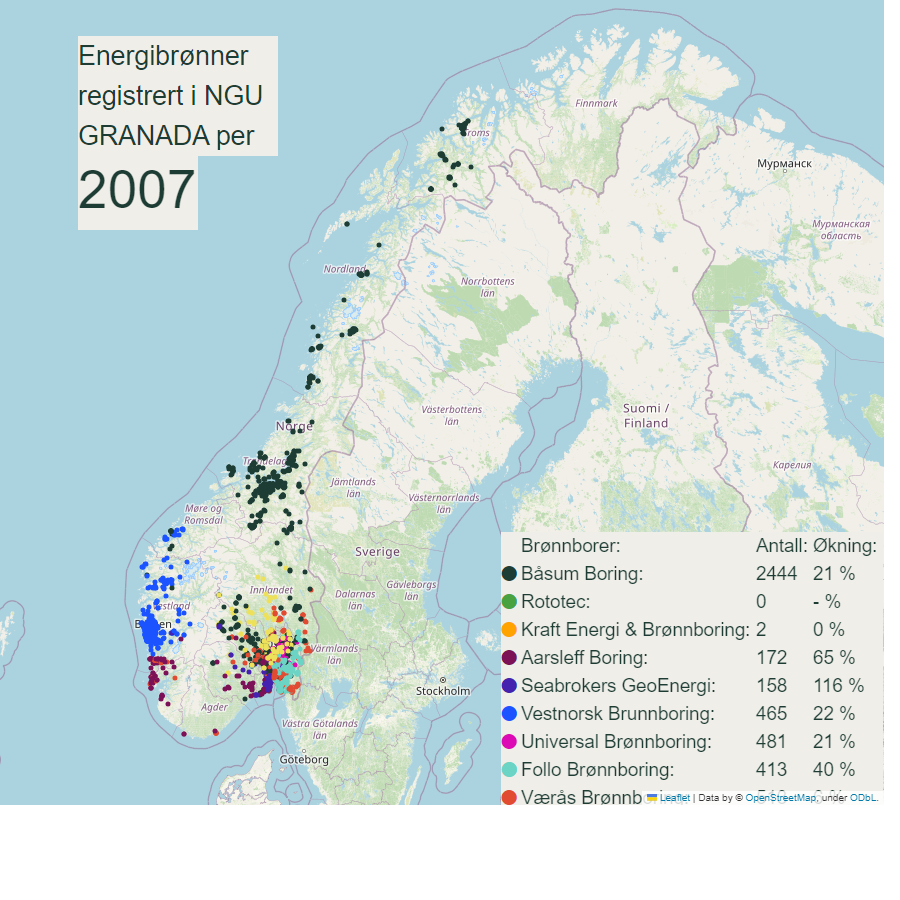 Energibrønner
registrert i NGU
GRANADA per
2007
Finnmark
Troms
Мурманск
Мурманская
область
Nordland
Norrbottens
län
Västerbottens
län
Suomi /
Finland
Norge
Trøndelag
Jämtlands
län
Västernorrlands
län
Карелия
Møre og
Romsdal
Sverige
Innlandet
Dalarnas
län
Gävleborgs
län
Vestland
Värmlands
län
Stockholm
Agder
Västra Götalands
län
Göteborg
Brønnborer: Antall: Økning:
Båsum Boring: 2444 21 %
Rototec: 0 - %
Kraft Energi & Brønnboring: 2 0 %
Aarsleff Boring: 172 65 %
Seabrokers GeoEnergi: 158 116 %
Vestnorsk Brunnboring: 465 22 %
Universal Brønnboring: 481 21 %
Follo Brønnboring: 413 40 %
Værås Brønnb
Leaflet | Data by © OpenStreetMap, under ODbL.